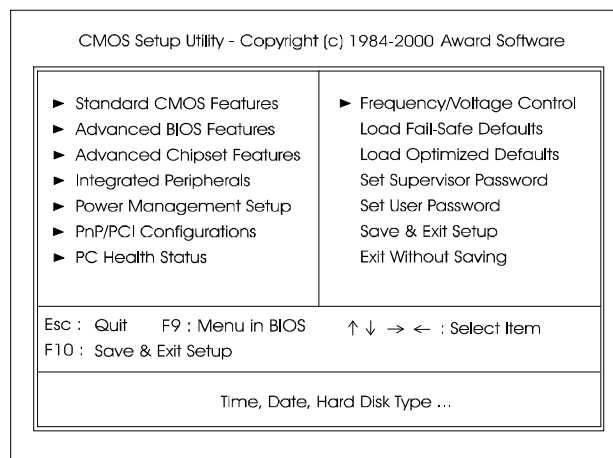 CMOS Setup Utility - Copyright (c) 1984-2000 Award Software
► Standard CMOS Features
► Advanced BIOS Features
► Advanced Chipset Features
► Integrated Peripherals
► Power Management Setup
► PnP/PCI Configurations
► PC Health Status
► Frequency/Voltage Control
Load Fail-Safe Defaults
Load Optimized Defaults
Set Supervisor Password
Set User Password
Save & Exit Setup
Exit Without Saving
Esc : Quit F9 : Menu in BIOS ↑ ↓ → ← : Select Item
F10 : Save & Exit Setup
Time, Date, Hard Disk Type ...